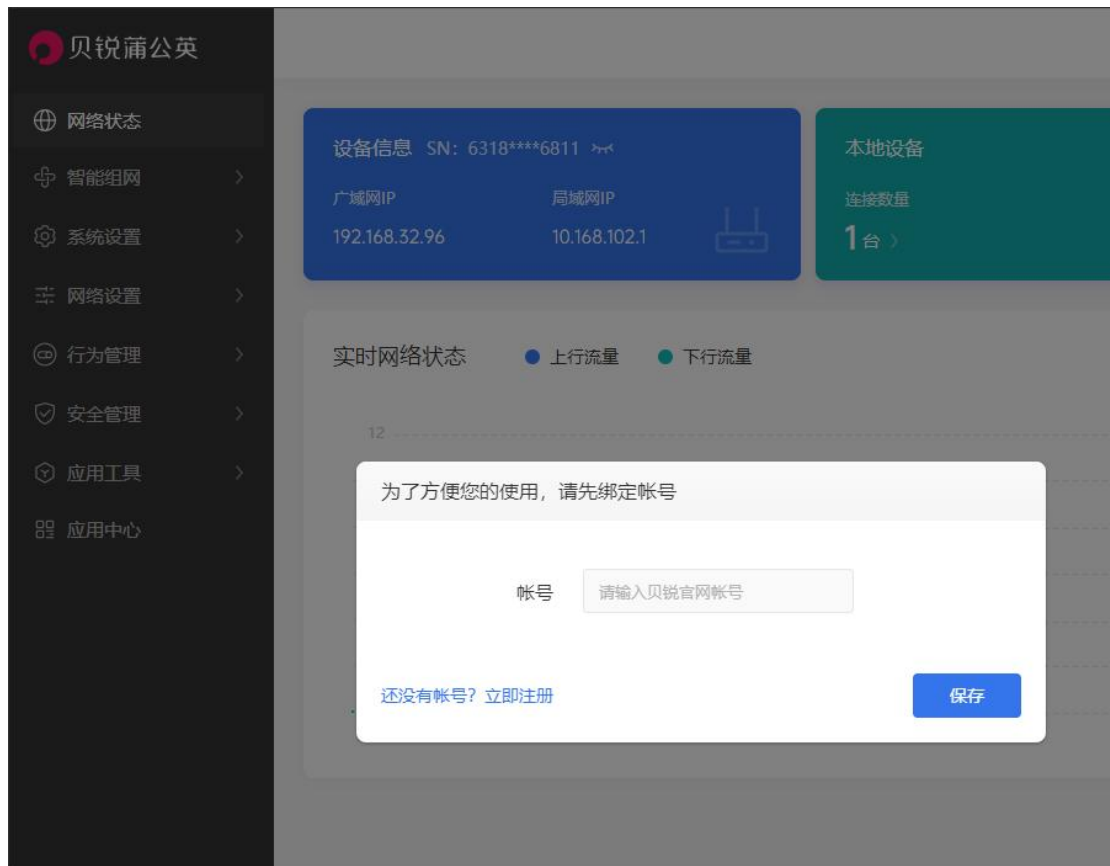 贝锐蒲公英
网络状态
智能组网
系统设置
网络设置
行为管理
安全管理
应用工具
应用中心
设备信息 SN: 6318****6811
广域网IP 局域网IP
192.168.32.96 10.168.102.1
本地设备
连接数量
1台
实时网络状态 上行流量 下行流量
12
为了方便您的使用，请先绑定帐号
帐号 请输入贝锐官网帐号
还没有帐号？立即注册 保存